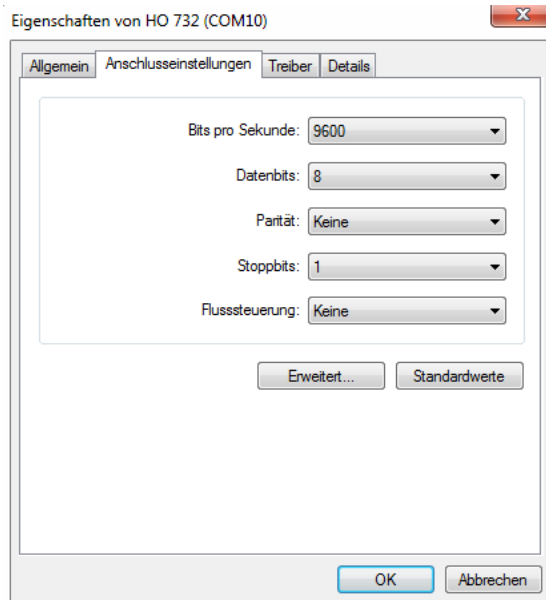 Eigenschaften von HO 732 (COM10)
Allgemein Anschlusseinstellungen Treiber Details
Bits pro Sekunde: 9600
Datenbits: 8
Parität: Keine
Stoppbits: 1
Flusssteuerung: Keine
Erweitert... Standardwerte
OK Abbrechen